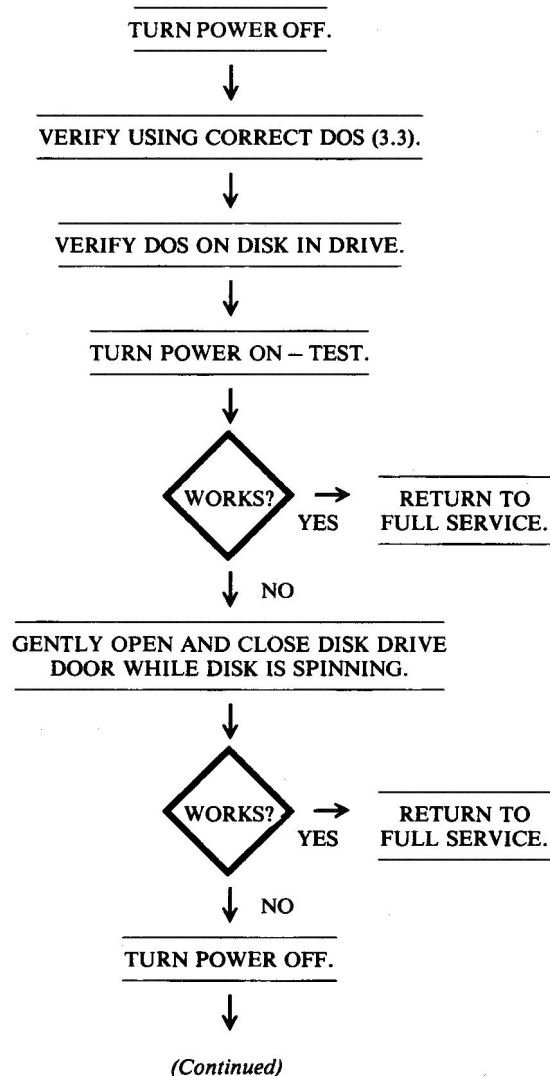 TURN POWER OFF.
VERIFY USING CORRECT DOS (3.3).
VERIFY DOS ON DISK IN DRIVE.
TURN POWER ON – TEST.
WORKS?
YES
RETURN TO
FULL SERVICE.
NO
GENTLY OPEN AND CLOSE DISK DRIVE
DOOR WHILE DISK IS SPINNING.
WORKS?
YES
RETURN TO
FULL SERVICE.
NO
TURN POWER OFF.
(Continued)